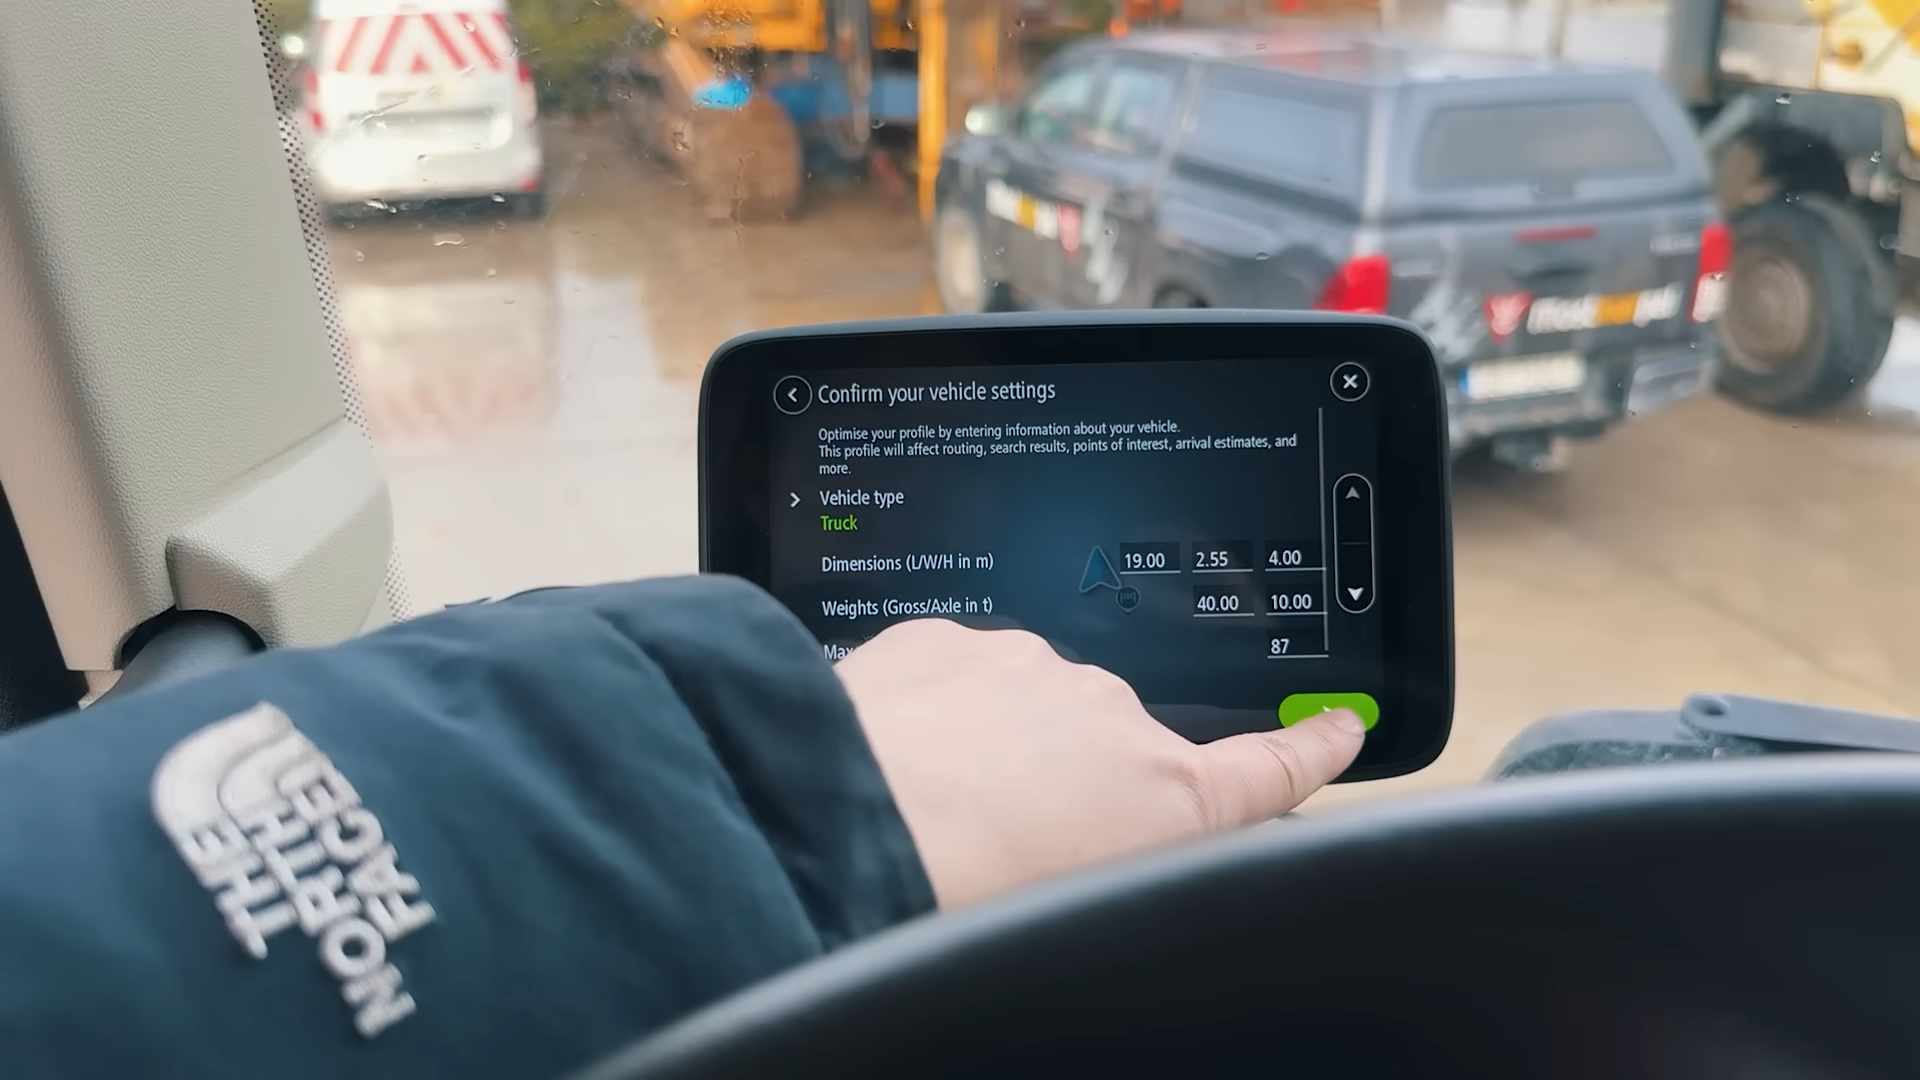 Confirm your vehicle settings
Optimise your profile by entering information about your vehicle.
This profile will affect routing, search results, points of interest, arrival estimates, and
more.
Vehicle type
Truck
Dimensions (L/W/H in m) 19.00 2.55 4.00
Weights (Gross/Axle in t) 40.00 10.00
Max 87
THE
NORTH
FACE